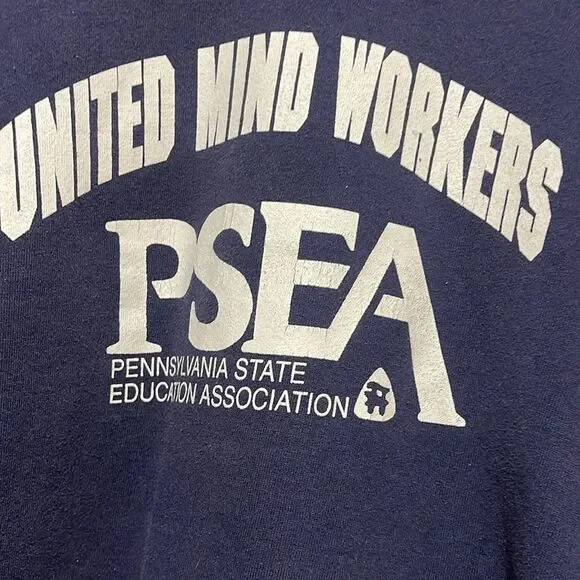 UNITED MIND WORKERS
PSEA
PENNSYLVANIA STATE
EDUCATION ASSOCIATION